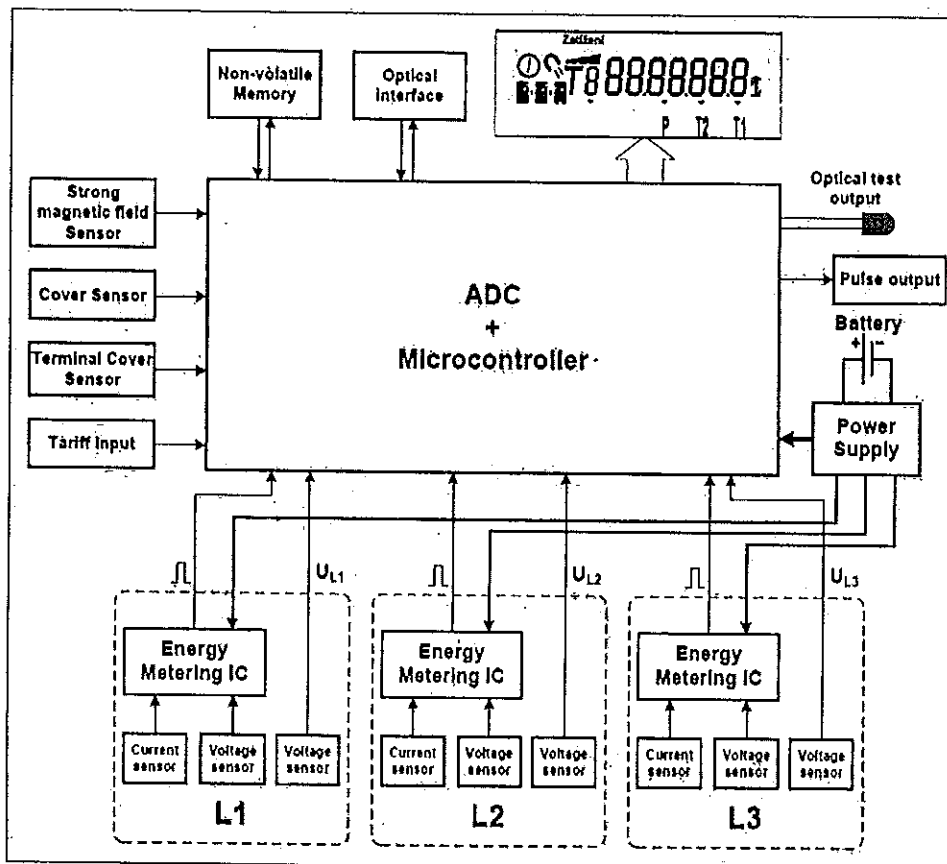 Zatížení
T8 8888888
P T2 T1
Non-volatile
Memory
Optical
Interface
Strong
magnetic field
Sensor
Optical test
output
Cover Sensor
ADC
+
Microcontroller
Pulse output
Battery
+ -
Terminal Cover
Sensor
Tariff Input
Power
Supply
UL1
UL2
UL3
Energy
Metering IC
Energy
Metering IC
Energy
Metering IC
Current
sensor
Voltage
sensor
Voltage
sensor
Current
sensor
Voltage
sensor
Voltage
sensor
Current
sensor
Voltage
sensor
Voltage
sensor
L1
L2
L3